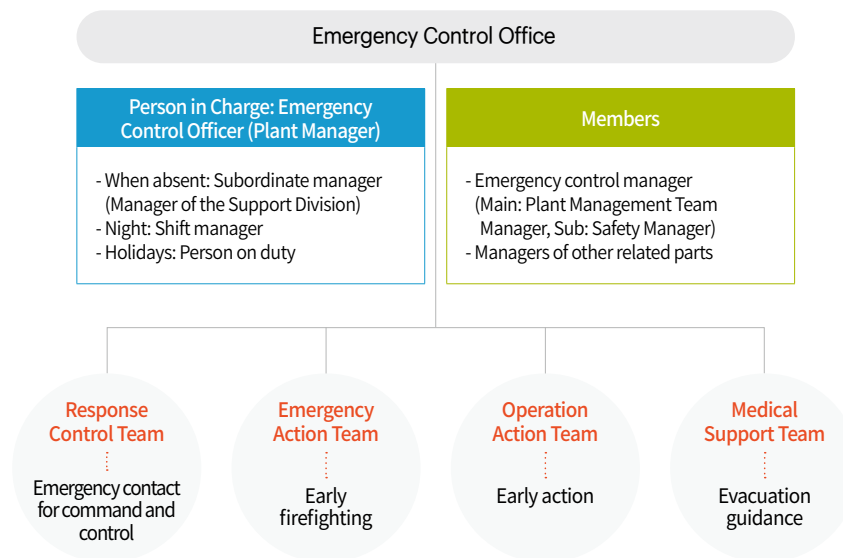 Emergency Control Office
Person in Charge: Emergency
Control Officer (Plant Manager)
- When absent: Subordinate manager
(Manager of the Support Division)
- Night: Shift manager
- Holidays: Person on duty
Members
- Emergency control manager
(Main: Plant Management Team
Manager, Sub: Safety Manager)
- Managers of other related parts
Response
Control Team
Emergency contact
for command and
control
Emergency
Action Team
Early
firefighting
Operation
Action Team
Early action
Medical
Support Team
Evacuation
guidance